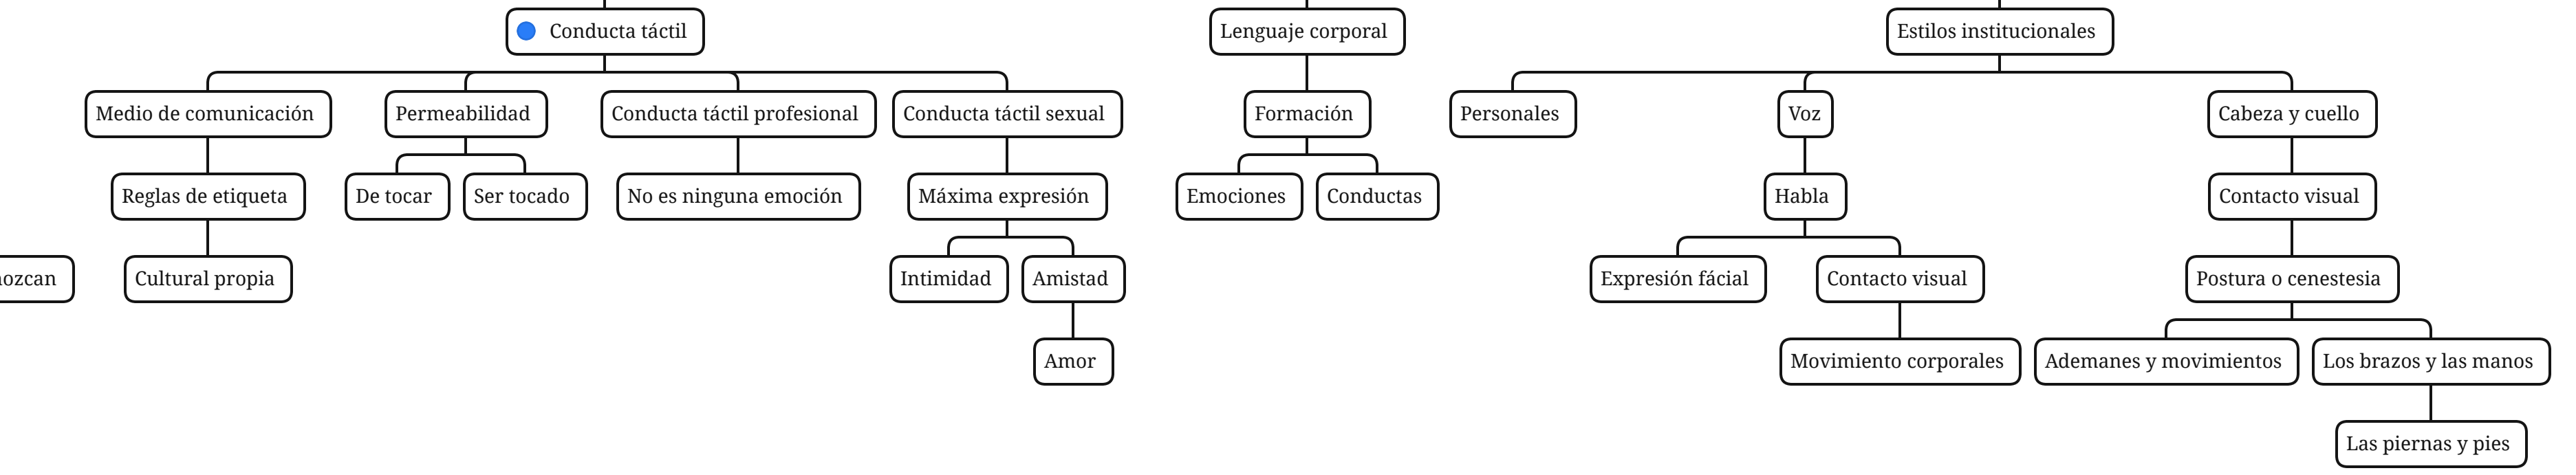 Conducta táctil
Lenguaje corporal
Estilos institucionales
Medio de comunicación
Permeabilidad
Conducta táctil profesional
Conducta táctil sexual
Formación
Personales
Voz
Cabeza y cuello
Reglas de etiqueta
De tocar
Ser tocado
No es ninguna emoción
Máxima expresión
Emociones
Conductas
Habla
Contacto visual
Cultural propia
Intimidad
Amistad
Expresión fácial
Contacto visual
Postura o cenestesia
Amor
Movimiento corporales
Ademanes y movimientos
Los brazos y las manos
Las piernas y pies